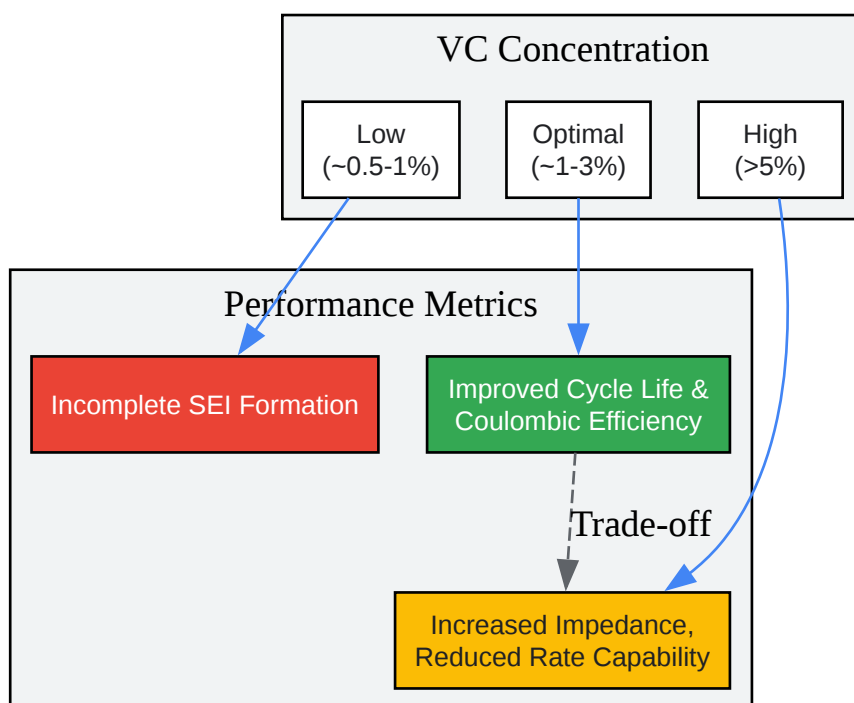 VC Concentration
Low
(~0.5-1%)
Optimal
(~1-3%)
High
(>5%)
Performance Metrics
Incomplete SEI Formation
Improved Cycle Life &
Coulombic Efficiency
Trade-off
Increased Impedance,
Reduced Rate Capability